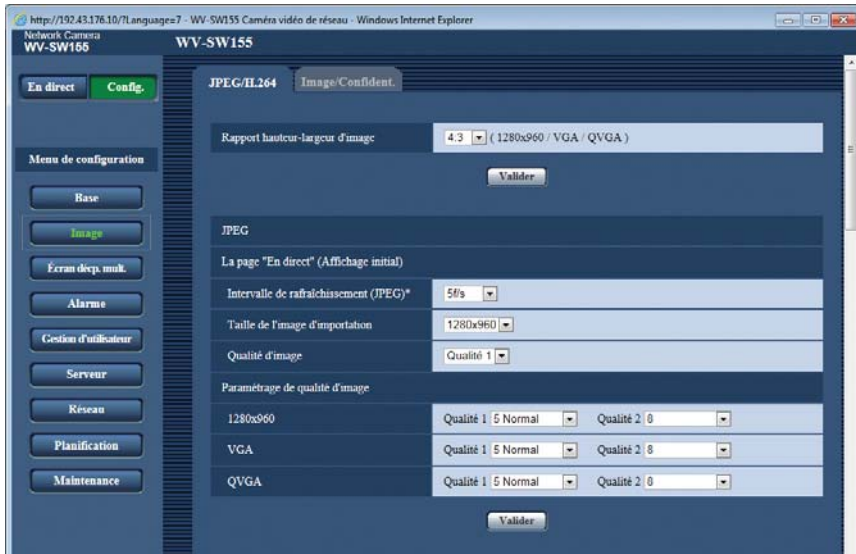 http://192.43.176.10/?Language=7 - WV-SW155 Caméra vidéo de réseau - Windows Internet Explorer
Network Camera
WV-SW155
WV-SW155
En direct
Config.
JPEG/H.264
Image/Confident.
Rapport hauteur-largeur d'image
4:3
( 1280x960 / VGA / QVGA )
Valider
Menu de configuration
Base
Image
Écran décp. mult.
Alarme
Gestion d'utilisateur
Serveur
Réseau
Planification
Maintenance
JPEG
La page "En direct" (Affichage initial)
Intervalle de rafraîchissement (JPEG)*
5f/s
Taille de l'image d'importation
1280x960
Qualité d'image
Qualité 1
Paramétrage de qualité d'image
1280x960
Qualité 1 5 Normal Qualité 2 8
VGA
Qualité 1 5 Normal Qualité 2 8
QVGA
Qualité 1 5 Normal Qualité 2 8
Valider